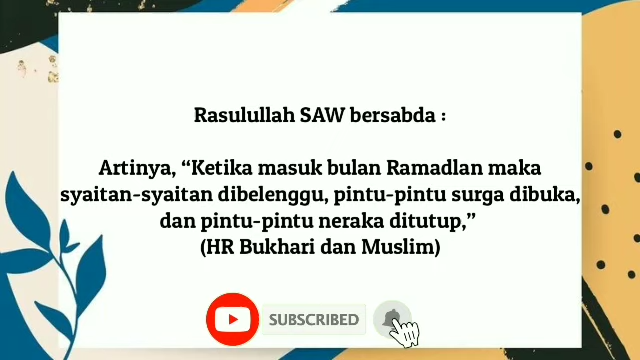 Rasulullah SAW bersabda :
Artinya, “Ketika masuk bulan Ramadlan maka
syaitan-syaitan dibelenggu, pintu-pintu surga dibuka,
dan pintu-pintu neraka ditutup,”
(HR Bukhari dan Muslim)
SUBSCRIBED